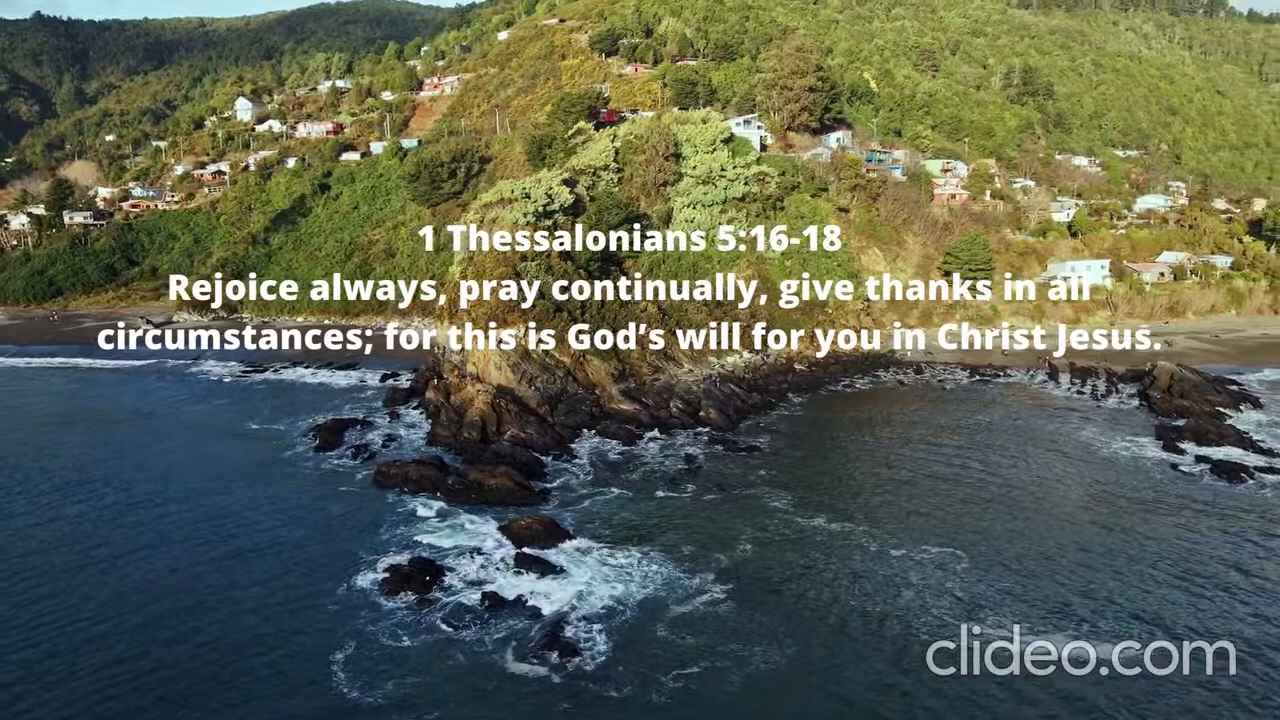 1 Thessalonians 5:16-18
Rejoice always, pray continually, give thanks in all
circumstances; for this is God’s will for you in Christ Jesus.
clideo.com